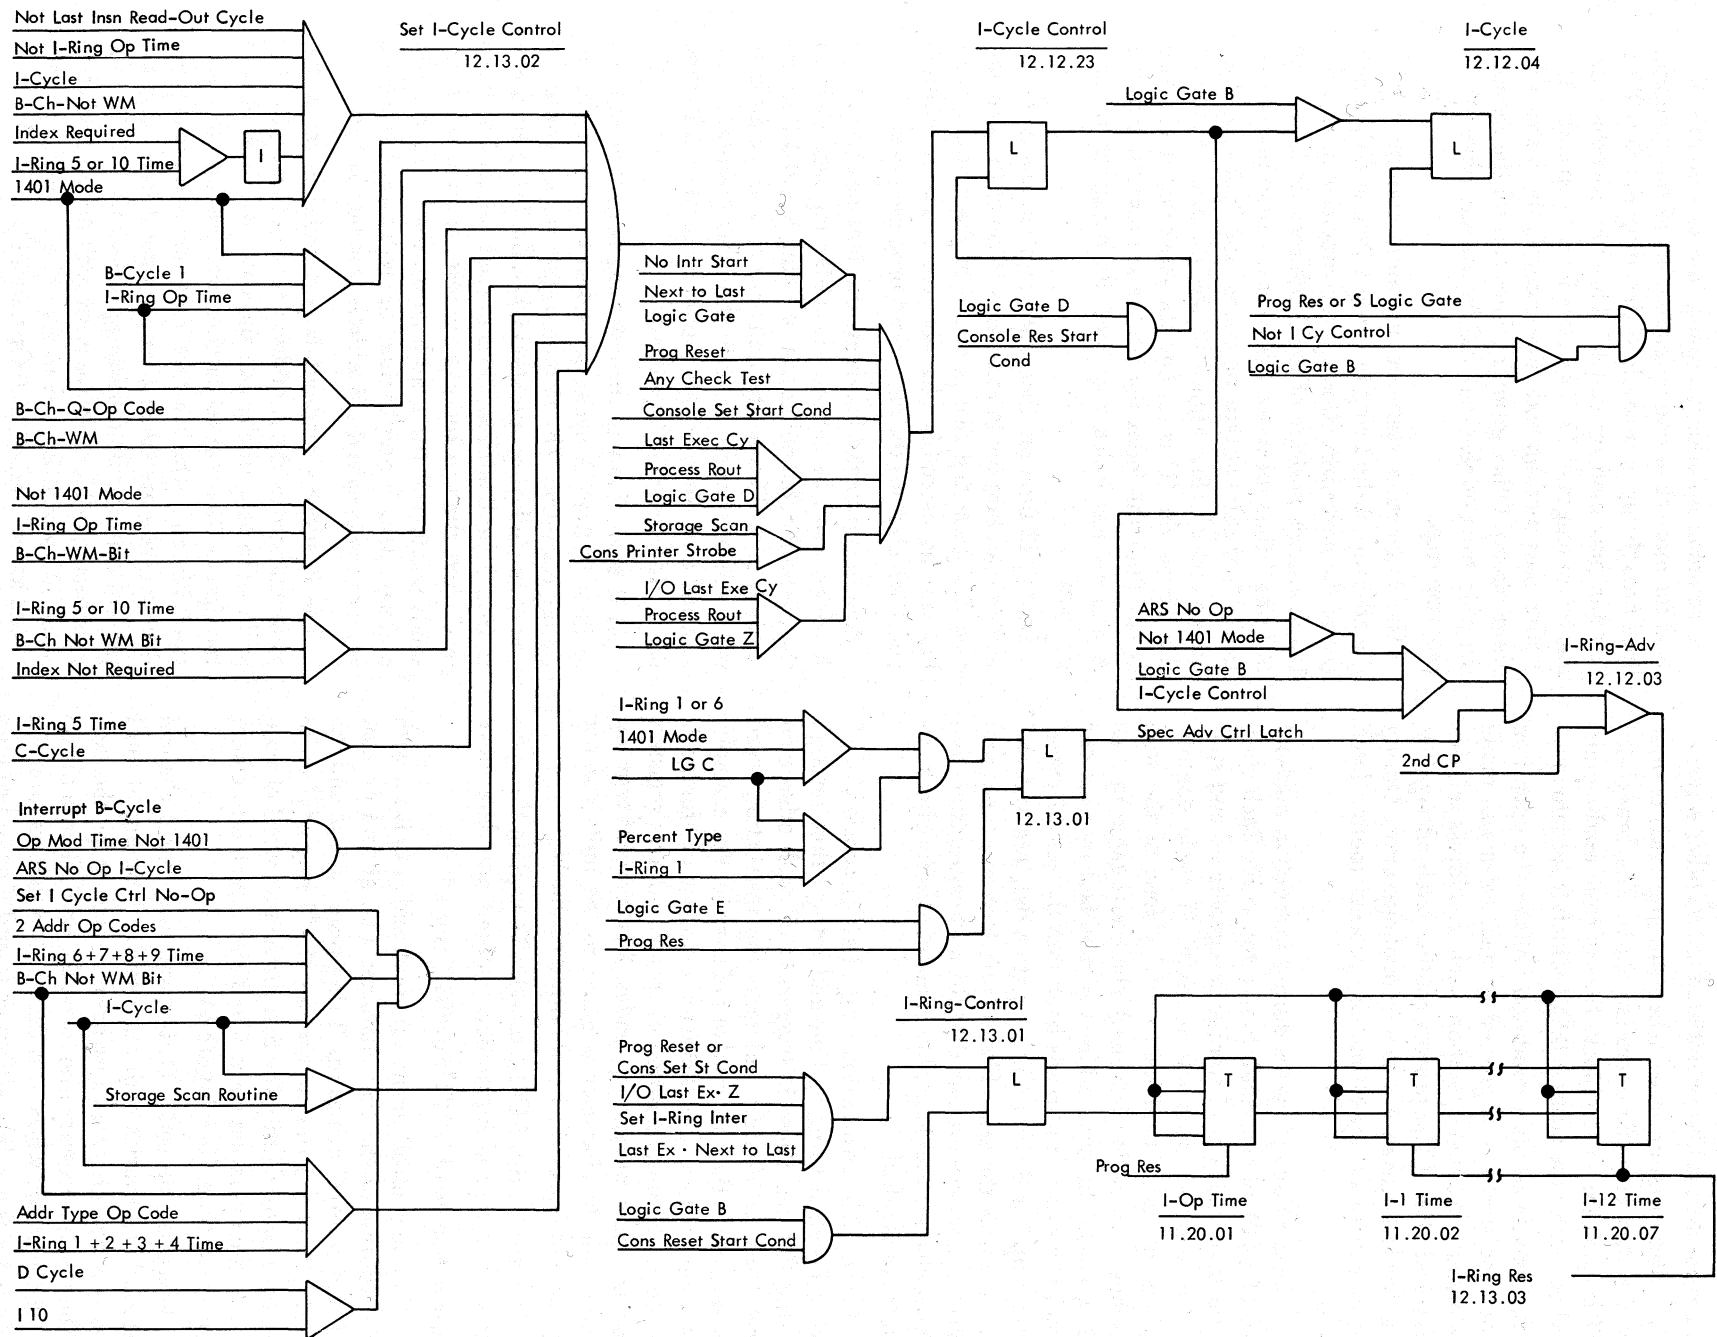 Not Last Insn Read-Out Cycle
Not I-Ring Op Time
I-Cycle
B-Ch-Not WM
Index Required
I-Ring 5 or 10 Time
I
1401 Mode
B-Cycle 1
I-Ring Op Time
B-Ch-Q-Op Code
B-Ch-WM
Not 1401 Mode
I-Ring Op Time
B-Ch-WM-Bit
I-Ring 5 or 10 Time
B-Ch Not WM Bit
Index Not Required
I-Ring 5 Time
C-Cycle
Interrupt B-Cycle
Op Mod Time Not 1401
ARS No Op I-Cycle
Set I Cycle Ctrl No-Op
2 Addr Op Codes
I-Ring 6+7+8+9 Time
B-Ch Not WM Bit
I-Cycle
Storage Scan Routine
Addr Type Op Code
I-Ring 1 + 2 + 3 + 4 Time
D Cycle
I 10
Set I-Cycle Control
12.13.02
No Intr Start
Next to Last
Logic Gate
Prog Reset
Any Check Test
Console Set Start Cond
Last Exec Cy
Process Rout
Logic Gate D
Storage Scan
Cons Printer Strobe
I/O Last Exe Cy
Process Rout
Logic Gate Z
I-Cycle Control
12.12.23
L
Logic Gate D
Console Res Start
Cond
I-Cycle
12.12.04
Logic Gate B
L
Prog Res or S Logic Gate
Not I Cy Control
Logic Gate B
I-Ring 1 or 6
1401 Mode
LG C
Percent Type
I-Ring 1
Logic Gate E
Prog Res
L
12.13.01
ARS No Op
Not 1401 Mode
Logic Gate B
I-Cycle Control
Spec Adv Ctrl Latch
2nd CP
I-Ring-Adv
12.12.03
I-Ring-Control
12.13.01
Prog Reset or
Cons Set St Cond
I/O Last Ex· Z
Set I-Ring Inter
Last Ex · Next to Last
Logic Gate B
Cons Reset Start Cond
L
T
T
T
Prog Res
I-Op Time
11.20.01
I-1 Time
11.20.02
I-12 Time
11.20.07
I-Ring Res
12.13.03